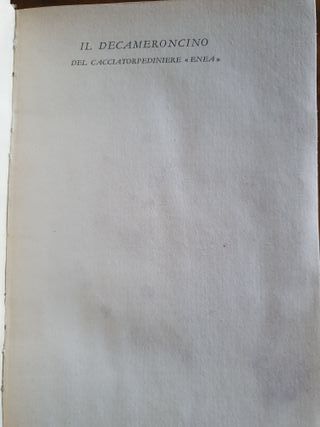 IL DECAMERONCINO
DEL CACCIATORPEDINIERE « ENEA »